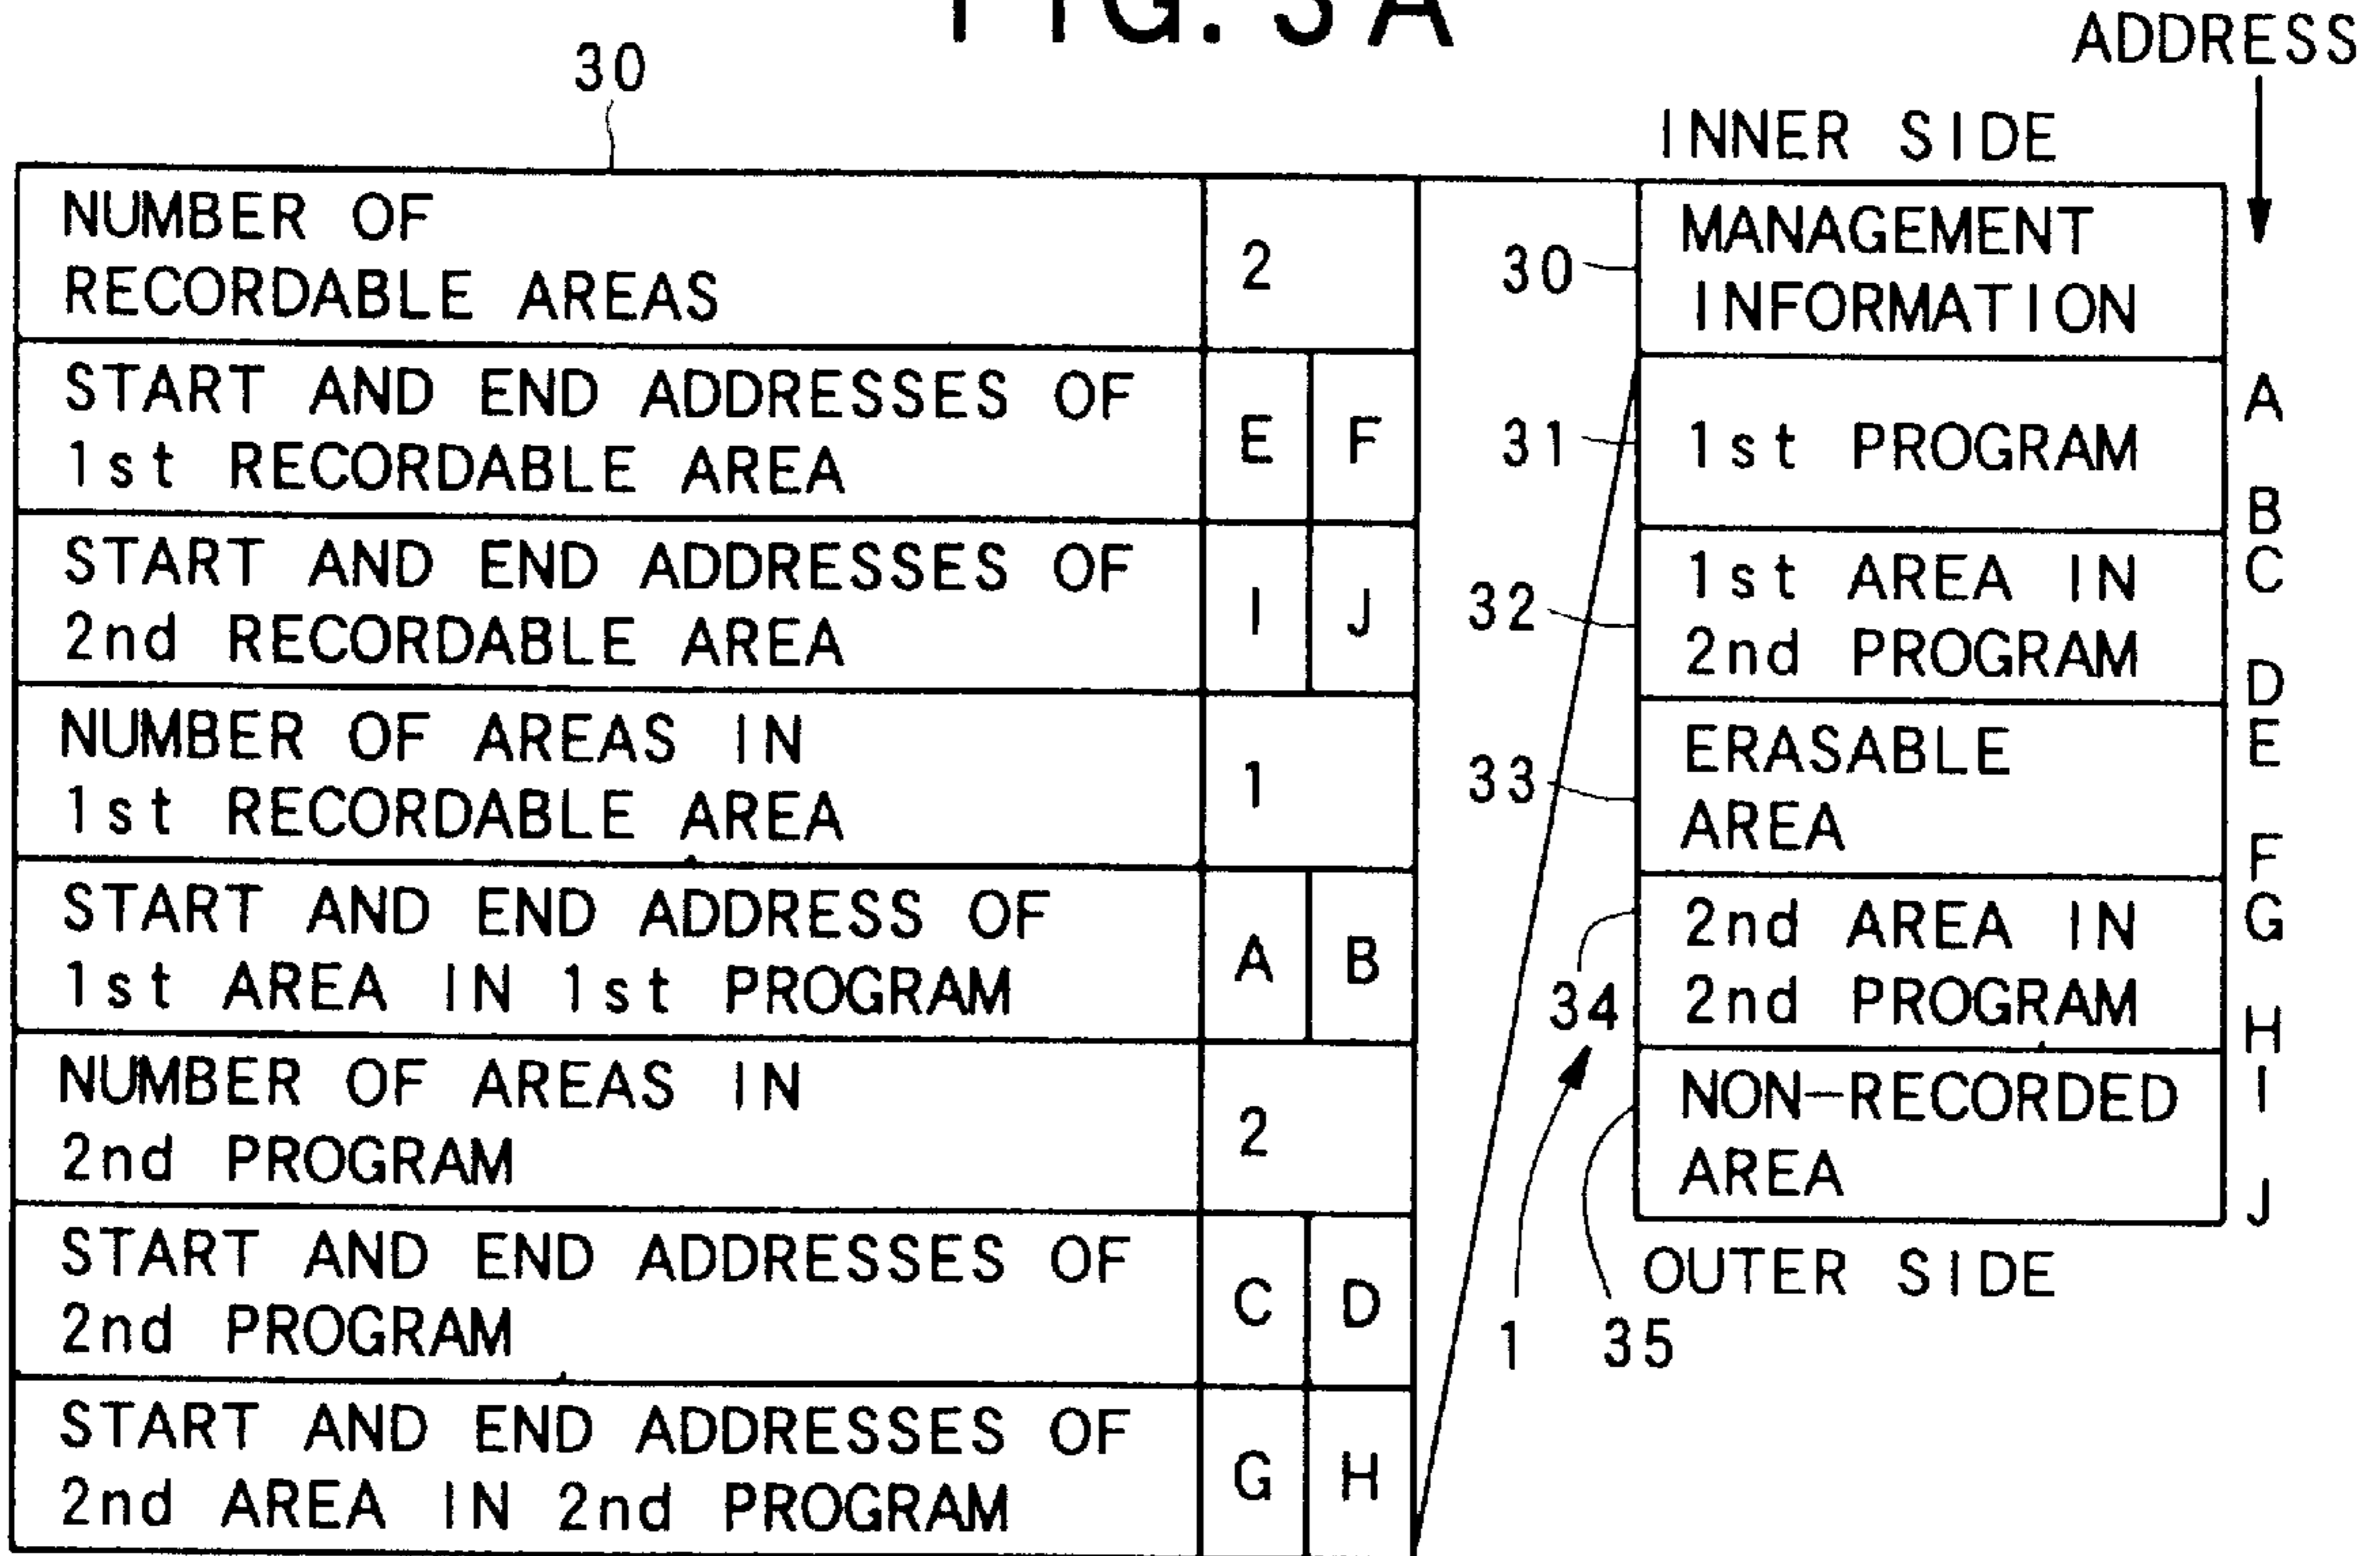 FIG. 3A
30
NUMBER OF
RECORDABLE AREAS
2
START AND END ADDRESSES OF
1st RECORDABLE AREA
E F
START AND END ADDRESSES OF
2nd RECORDABLE AREA
I J
NUMBER OF AREAS IN
1st RECORDABLE AREA
1
START AND END ADDRESS OF
1st AREA IN 1st PROGRAM
A B
NUMBER OF AREAS IN
2nd PROGRAM
2
START AND END ADDRESSES OF
2nd PROGRAM
C D
START AND END ADDRESSES OF
2nd AREA IN 2nd PROGRAM
G H
ADDRESS
INNER SIDE
30
MANAGEMENT
INFORMATION
31
1st PROGRAM
A
B
32
1st AREA IN
2nd PROGRAM
C
D
33
ERASABLE
AREA
E
F
34
2nd AREA IN
2nd PROGRAM
G
H
NON-RECORDED
AREA
I
J
OUTER SIDE
1
35